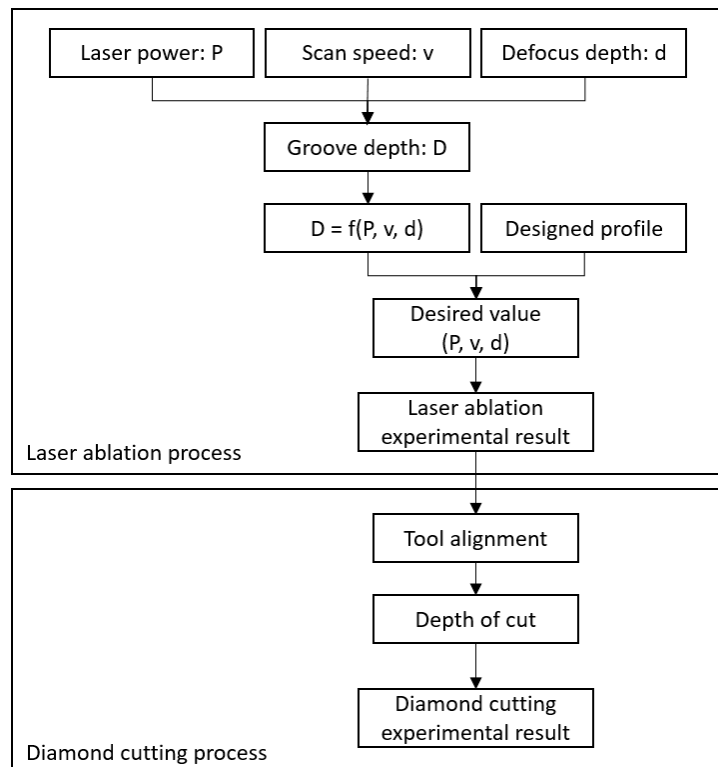 Laser power: P
Scan speed: v
Defocus depth: d
Groove depth: D
D = f(P, v, d)
Designed profile
Desired value
(P, v, d)
Laser ablation
experimental result
Laser ablation process
Tool alignment
Depth of cut
Diamond cutting
experimental result
Diamond cutting process